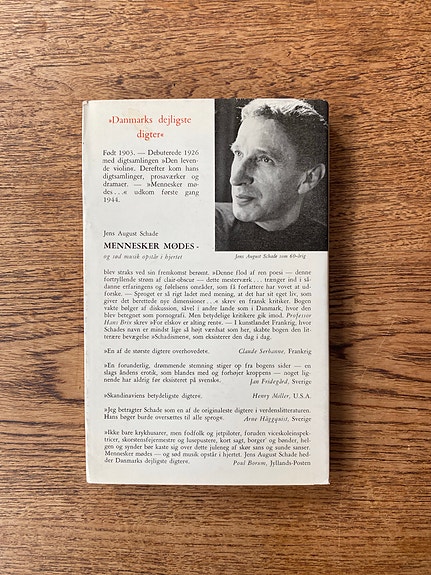 »Danmarks dejligste
digter«
Født 1903. — Debuterede 1926
med digtsamlingen »Den leven-
de violin«. Derefter kom hans
digtsamlinger, prosaværker og
dramaer. — »Mennesker mø-
des . . .« udkom første gang
1944.
Jens August Schade som 60-årig
Jens August Schade
MENNESKER MØDES -
og sød musik opstår i hjertet
blev straks ved sin fremkomst berømt. »Denne flod af ren poesi — denne
fortryllende strøm af clair-obscur — dette mesterværk . . . trænger ind i så-
danne erfaringens og følelsens områder, som få forfattere har vovet at ud-
forske. — Sproget er så rigt ladet med mening, at det har sit eget liv, som
giver det berettede nye dimensioner . . .« skrev en fransk kritiker. Bogen
vakte bølger af diskussion, såvel i andre lande som i Danmark, hvor den
blev betegnet som pornografi. Men betydelige kritikere gik imod. Professor
Hans Brix skrev »For elskov er alting rent«. — I kunstlandet Frankrig, hvor
Schades navn er mindst lige så højt vurderet som her, skabte bogen den lit-
terære bevægelse »Schadisme«, som eksisterer den dag i dag.
»En af de største digtere overhovedet«. Claude Serbanne, Frankrig
»En forunderlig, drømmende stemning stiger op fra bogens sider — en
slags åndens erotik, som blandes med og forhøjer kroppens — noget lig-
nende har aldrig før eksisteret på svensk«. Jan Fridegård, Sverige
»Skandinaviens betydeligste digter«. Henry Miller, U.S.A.
»Jeg betragter Schade som en af de originaleste digtere i verdenslitteraturen.
Hans bøger burde oversættes til alle sprog«. Arne Häggqvist, Sverige
»Ikke bare krykhusarer, men fodfolk og jetpiloter, foruden viceskoleinspek-
tricer, skorstensfejermestre og lusepustere, kort sagt, borger og bønder, hel-
gen og synder bør kaste sig over dette juleneg af skør sans og sunde sanser.
Mennesker mødes — og sød musik opstår i hjertet. Jens August Schade hed-
der Danmarks dejligste digter«. Poul Borum, Jyllands-Posten